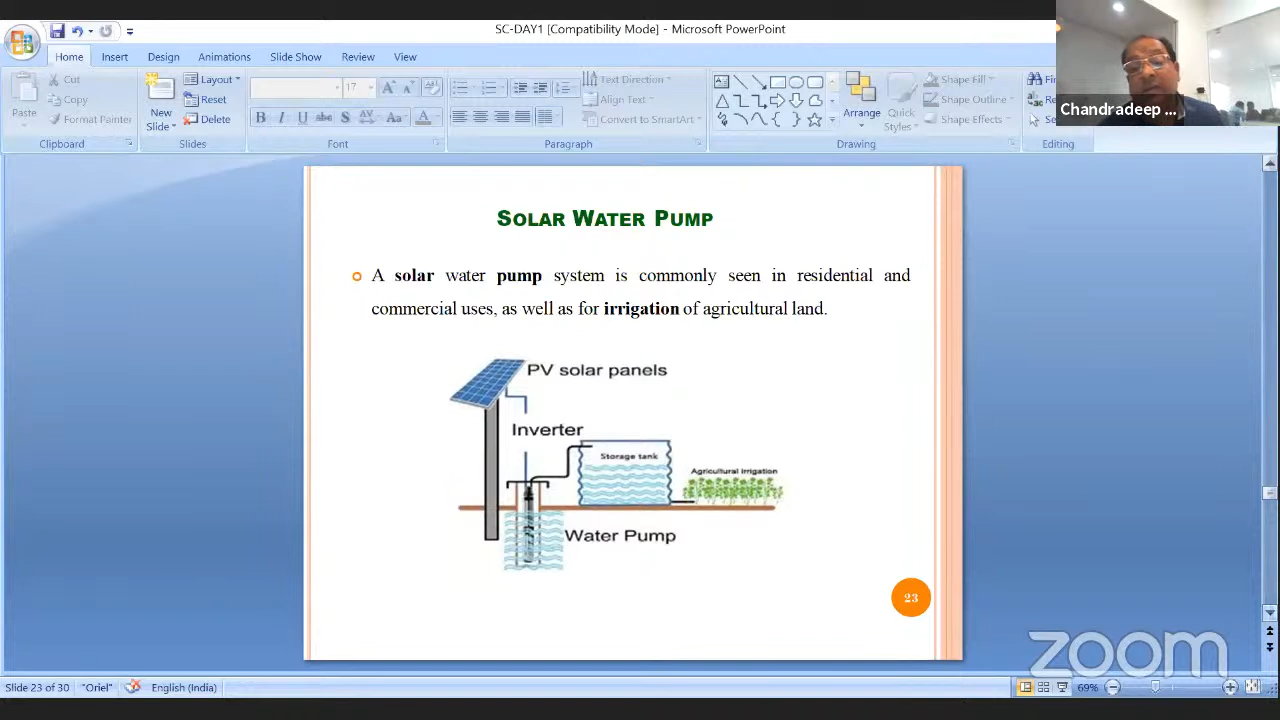 SC-DAY1 [Compatibility Mode] - Microsoft PowerPoint
Home Insert Design Animations Slide Show Review View
Paste
Cut
Copy
Format Painter
Clipboard
New Slide
Layout
Reset
Delete
Slides
17
B I U abc S AV Aa A
Font
Text Direction
Align Text
Convert to SmartArt
Paragraph
Arrange
Quick Styles
Shape Fill
Shape Outline
Shape Effects
Drawing
Editing
Chandradeep ...
SOLAR WATER PUMP
A solar water pump system is commonly seen in residential and
commercial uses, as well as for irrigation of agricultural land.
PV solar panels
Inverter
Storage tank
Agricultural Irrigation
Water Pump
23
zoom
Slide 23 of 30 "Oriel" English (India) 69%